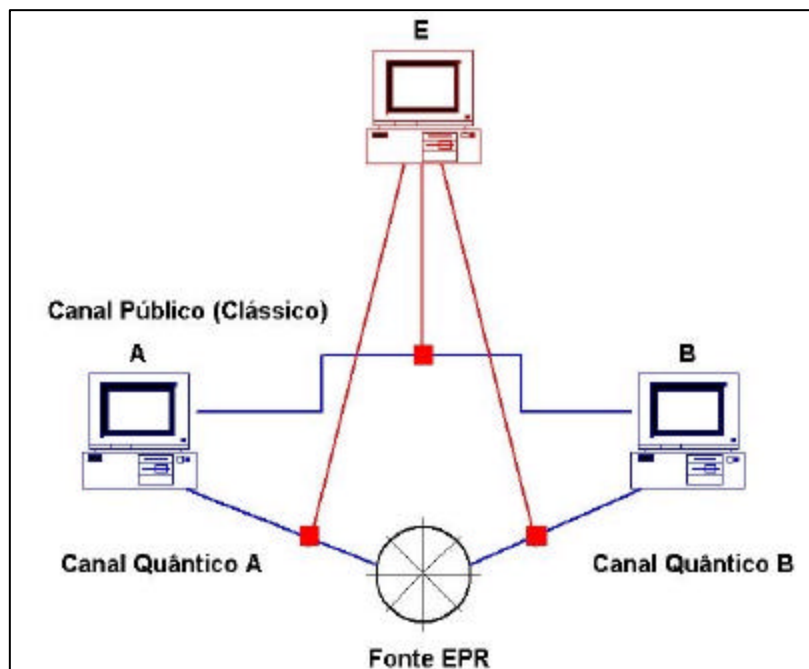 E
Canal Público (Clássico)
A
B
Canal Quântico A
Canal Quântico B
Fonte EPR